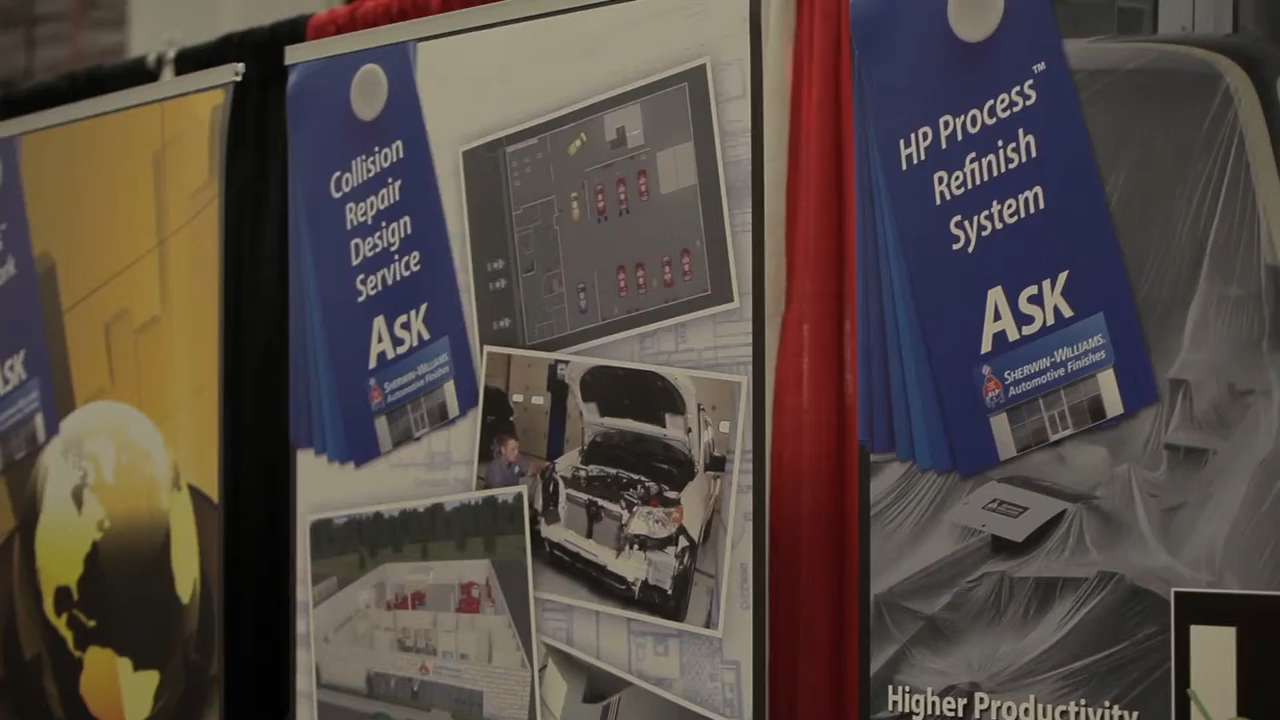 ASK
Collision
Repair
Design
Service
ASK
SHERWIN-WILLIAMS.
Automotive Finishes
HP Process™
Refinish
System
ASK
SHERWIN-WILLIAMS.
Automotive Finishes
Higher Productivity